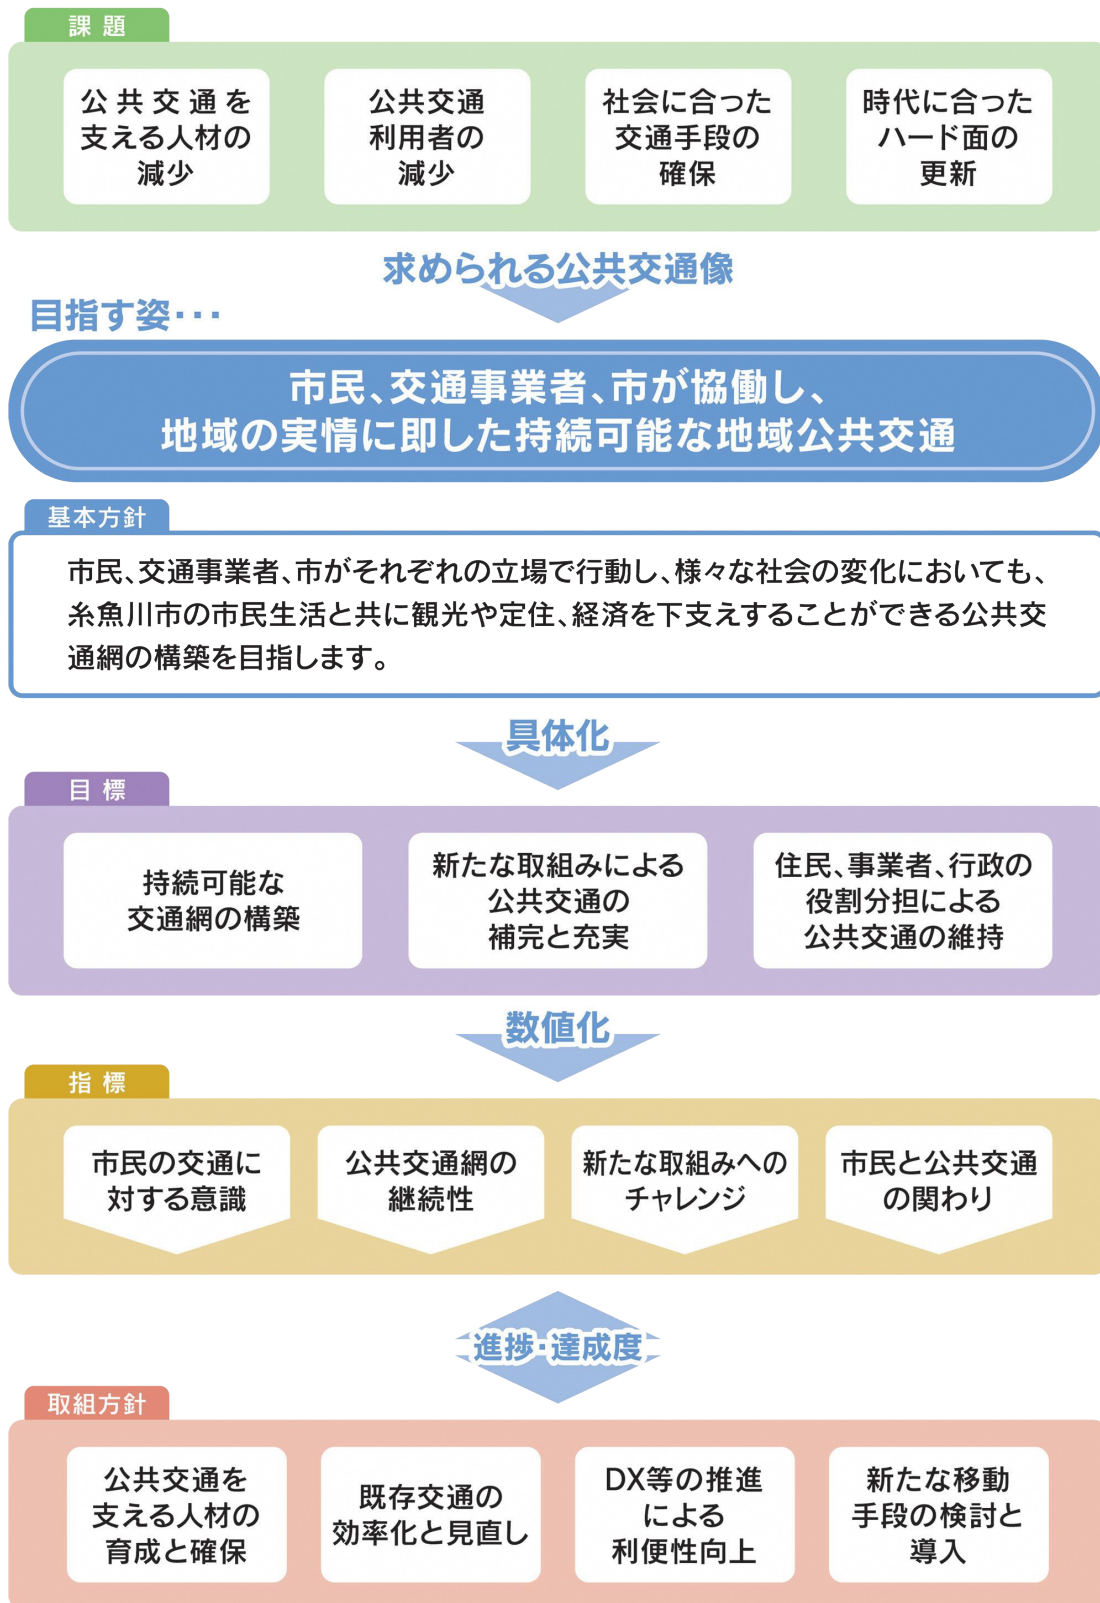 課題
公共交通を
支える人材の
減少
公共交通
利用者の
減少
社会に合った
交通手段の
確保
時代に合った
ハード面の
更新
求められる公共交通像
目指す姿･･･
市民、交通事業者、市が協働し、
地域の実情に即した持続可能な地域公共交通
基本方針
市民、交通事業者、市がそれぞれの立場で行動し、様々な社会の変化においても、
糸魚川市の市民生活と共に観光や定住、経済を下支えすることができる公共交
通網の構築を目指します。
具体化
目標
持続可能な
交通網の構築
新たな取組みによる
公共交通の
補完と充実
住民、事業者、行政の
役割分担による
公共交通の維持
数値化
指標
市民の交通に
対する意識
公共交通網の
継続性
新たな取組みへの
チャレンジ
市民と公共交通
の関わり
進捗・達成度
取組方針
公共交通を
支える人材の
育成と確保
既存交通の
効率化と見直し
DX等の推進
による
利便性向上
新たな移動
手段の検討と
導入